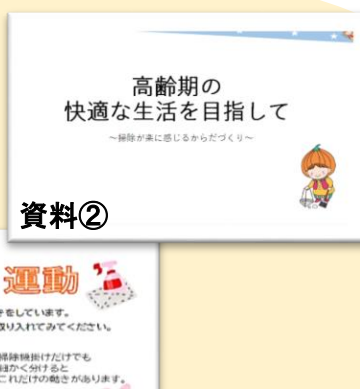 高齢期の
快適な生活を目指して
～掃除が楽に感じるからだづくり～
資料②
運動
きをしています。
取り入れてみてください。
掃除機掛けだけでも
細かく分けると
これだけの動きがあります。